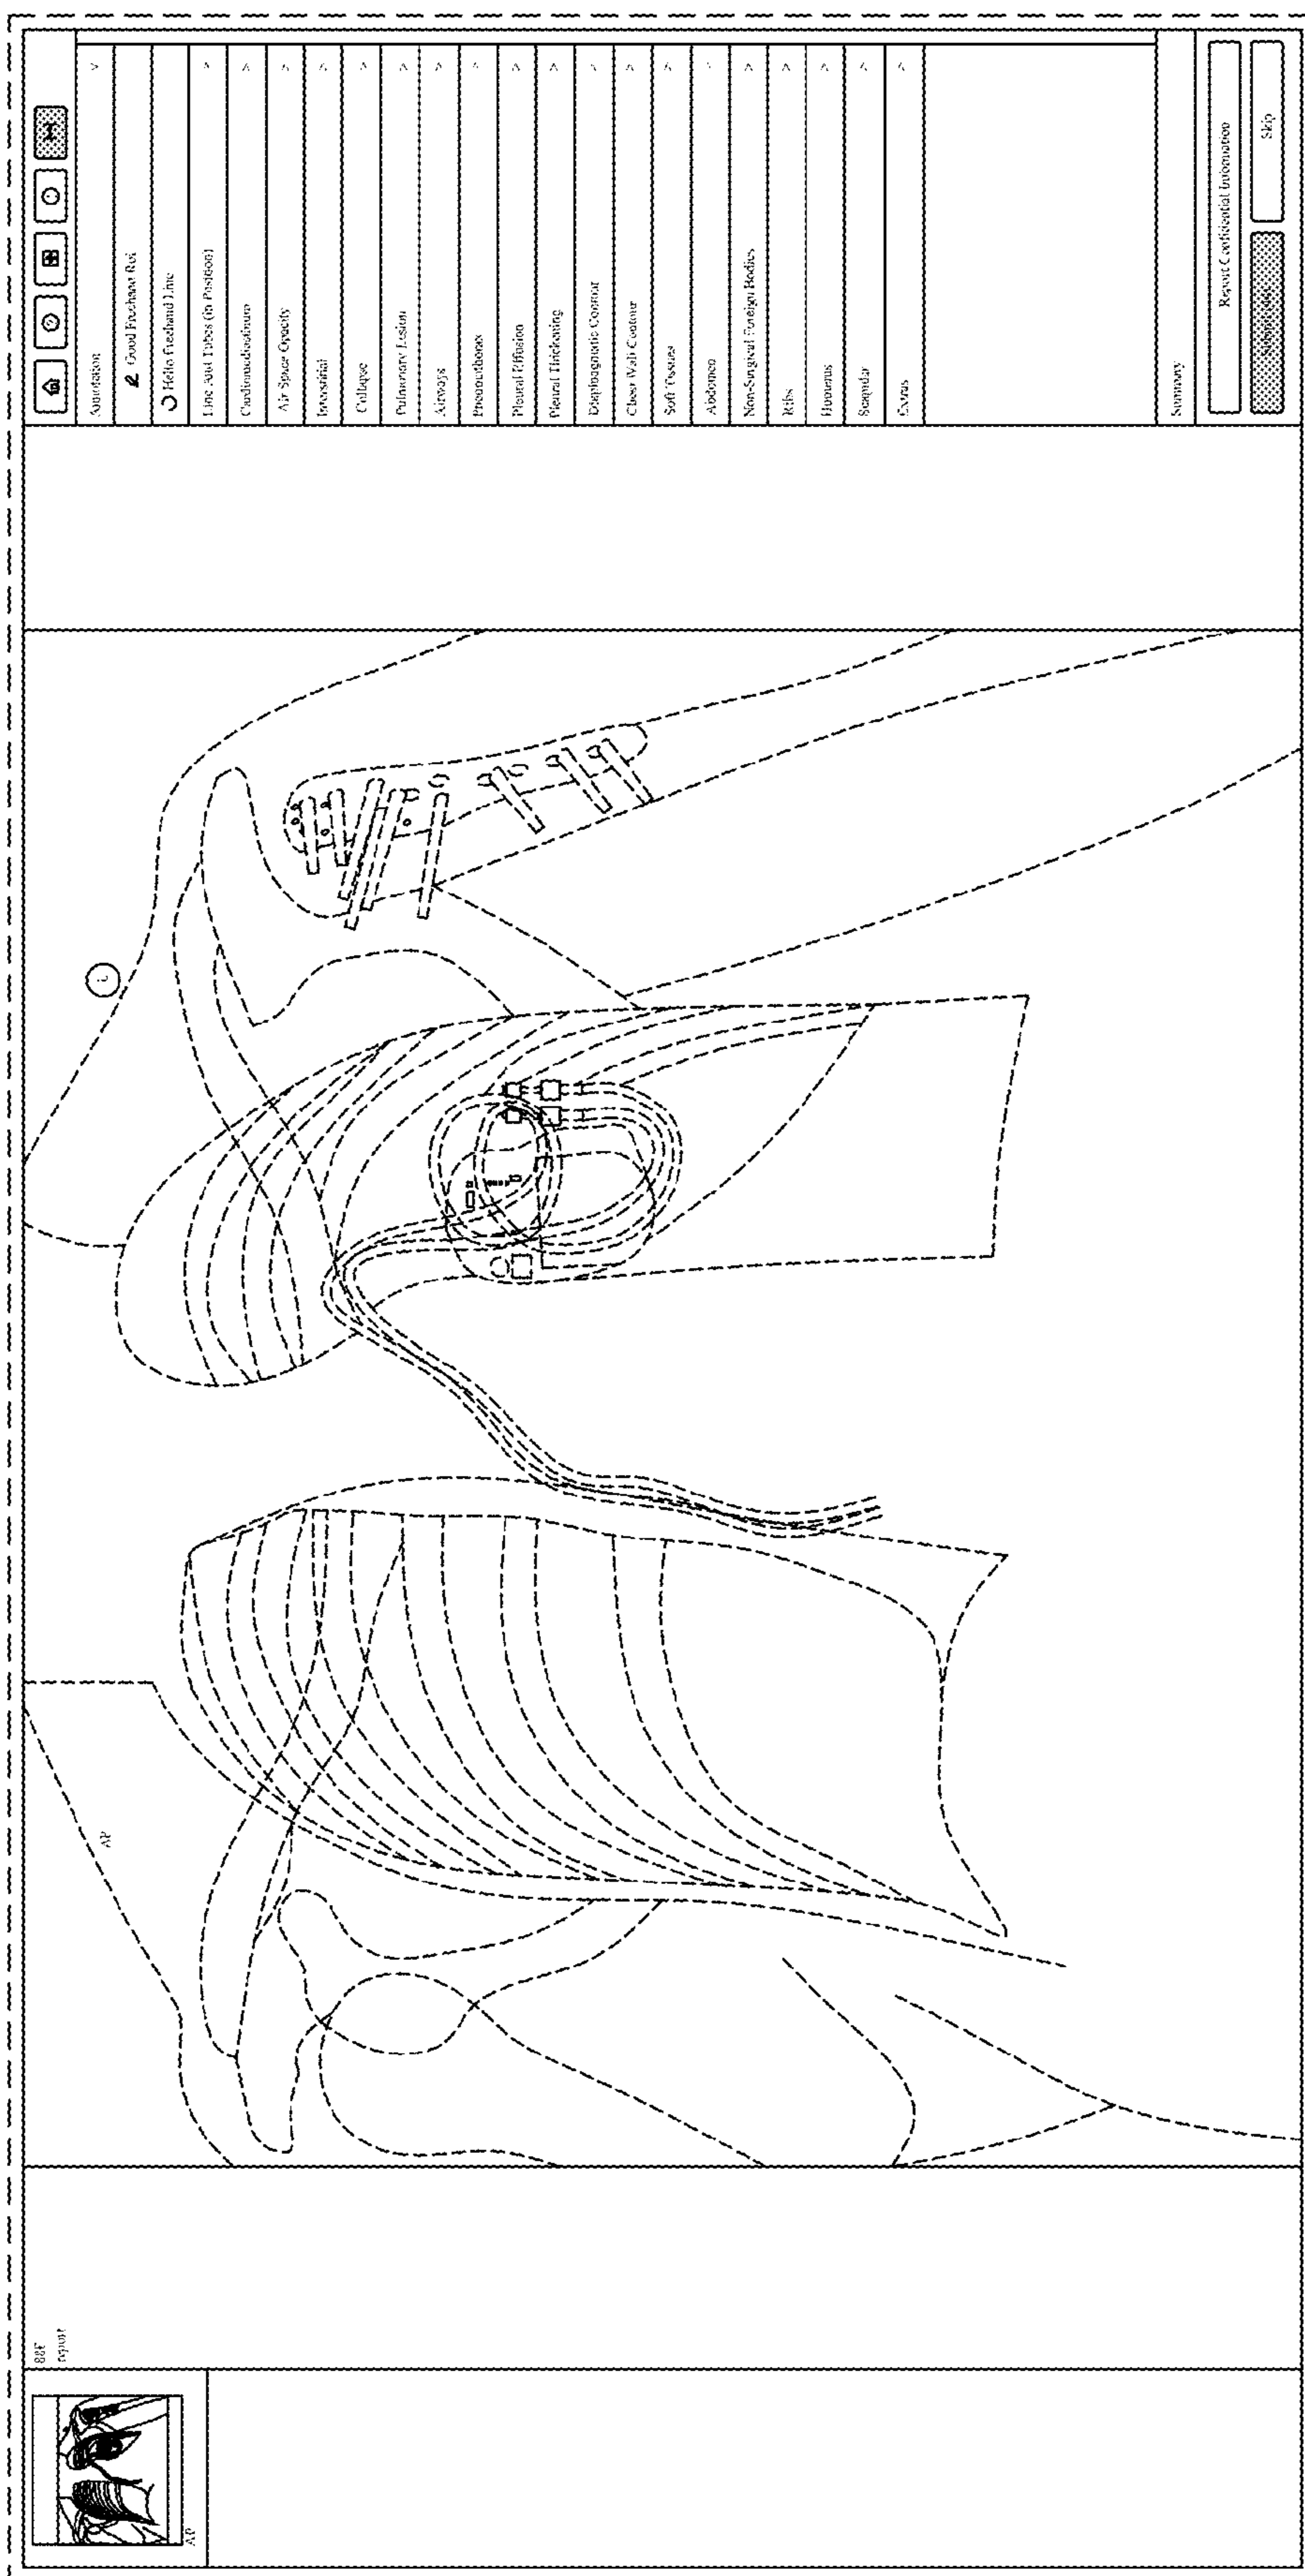 388
report
AP
AP
Annotation
Good Freehand Roi
Hello Freehand Line
Line And Tubes (in Position)
Cardiomediastinum
Air Space Opacity
Interstitial
Collapse
Pulmonary Lesion
Airways
Pneumothorax
Pleural Effusion
Pleural Thickening
Diaphragmatic Contour
Chest Wall Contour
Soft Tissues
Abdomen
Non-Surgical Foreign Bodies
Ribs
Humerus
Scapular
Extras
Summary
Report Confidential Information
Skip